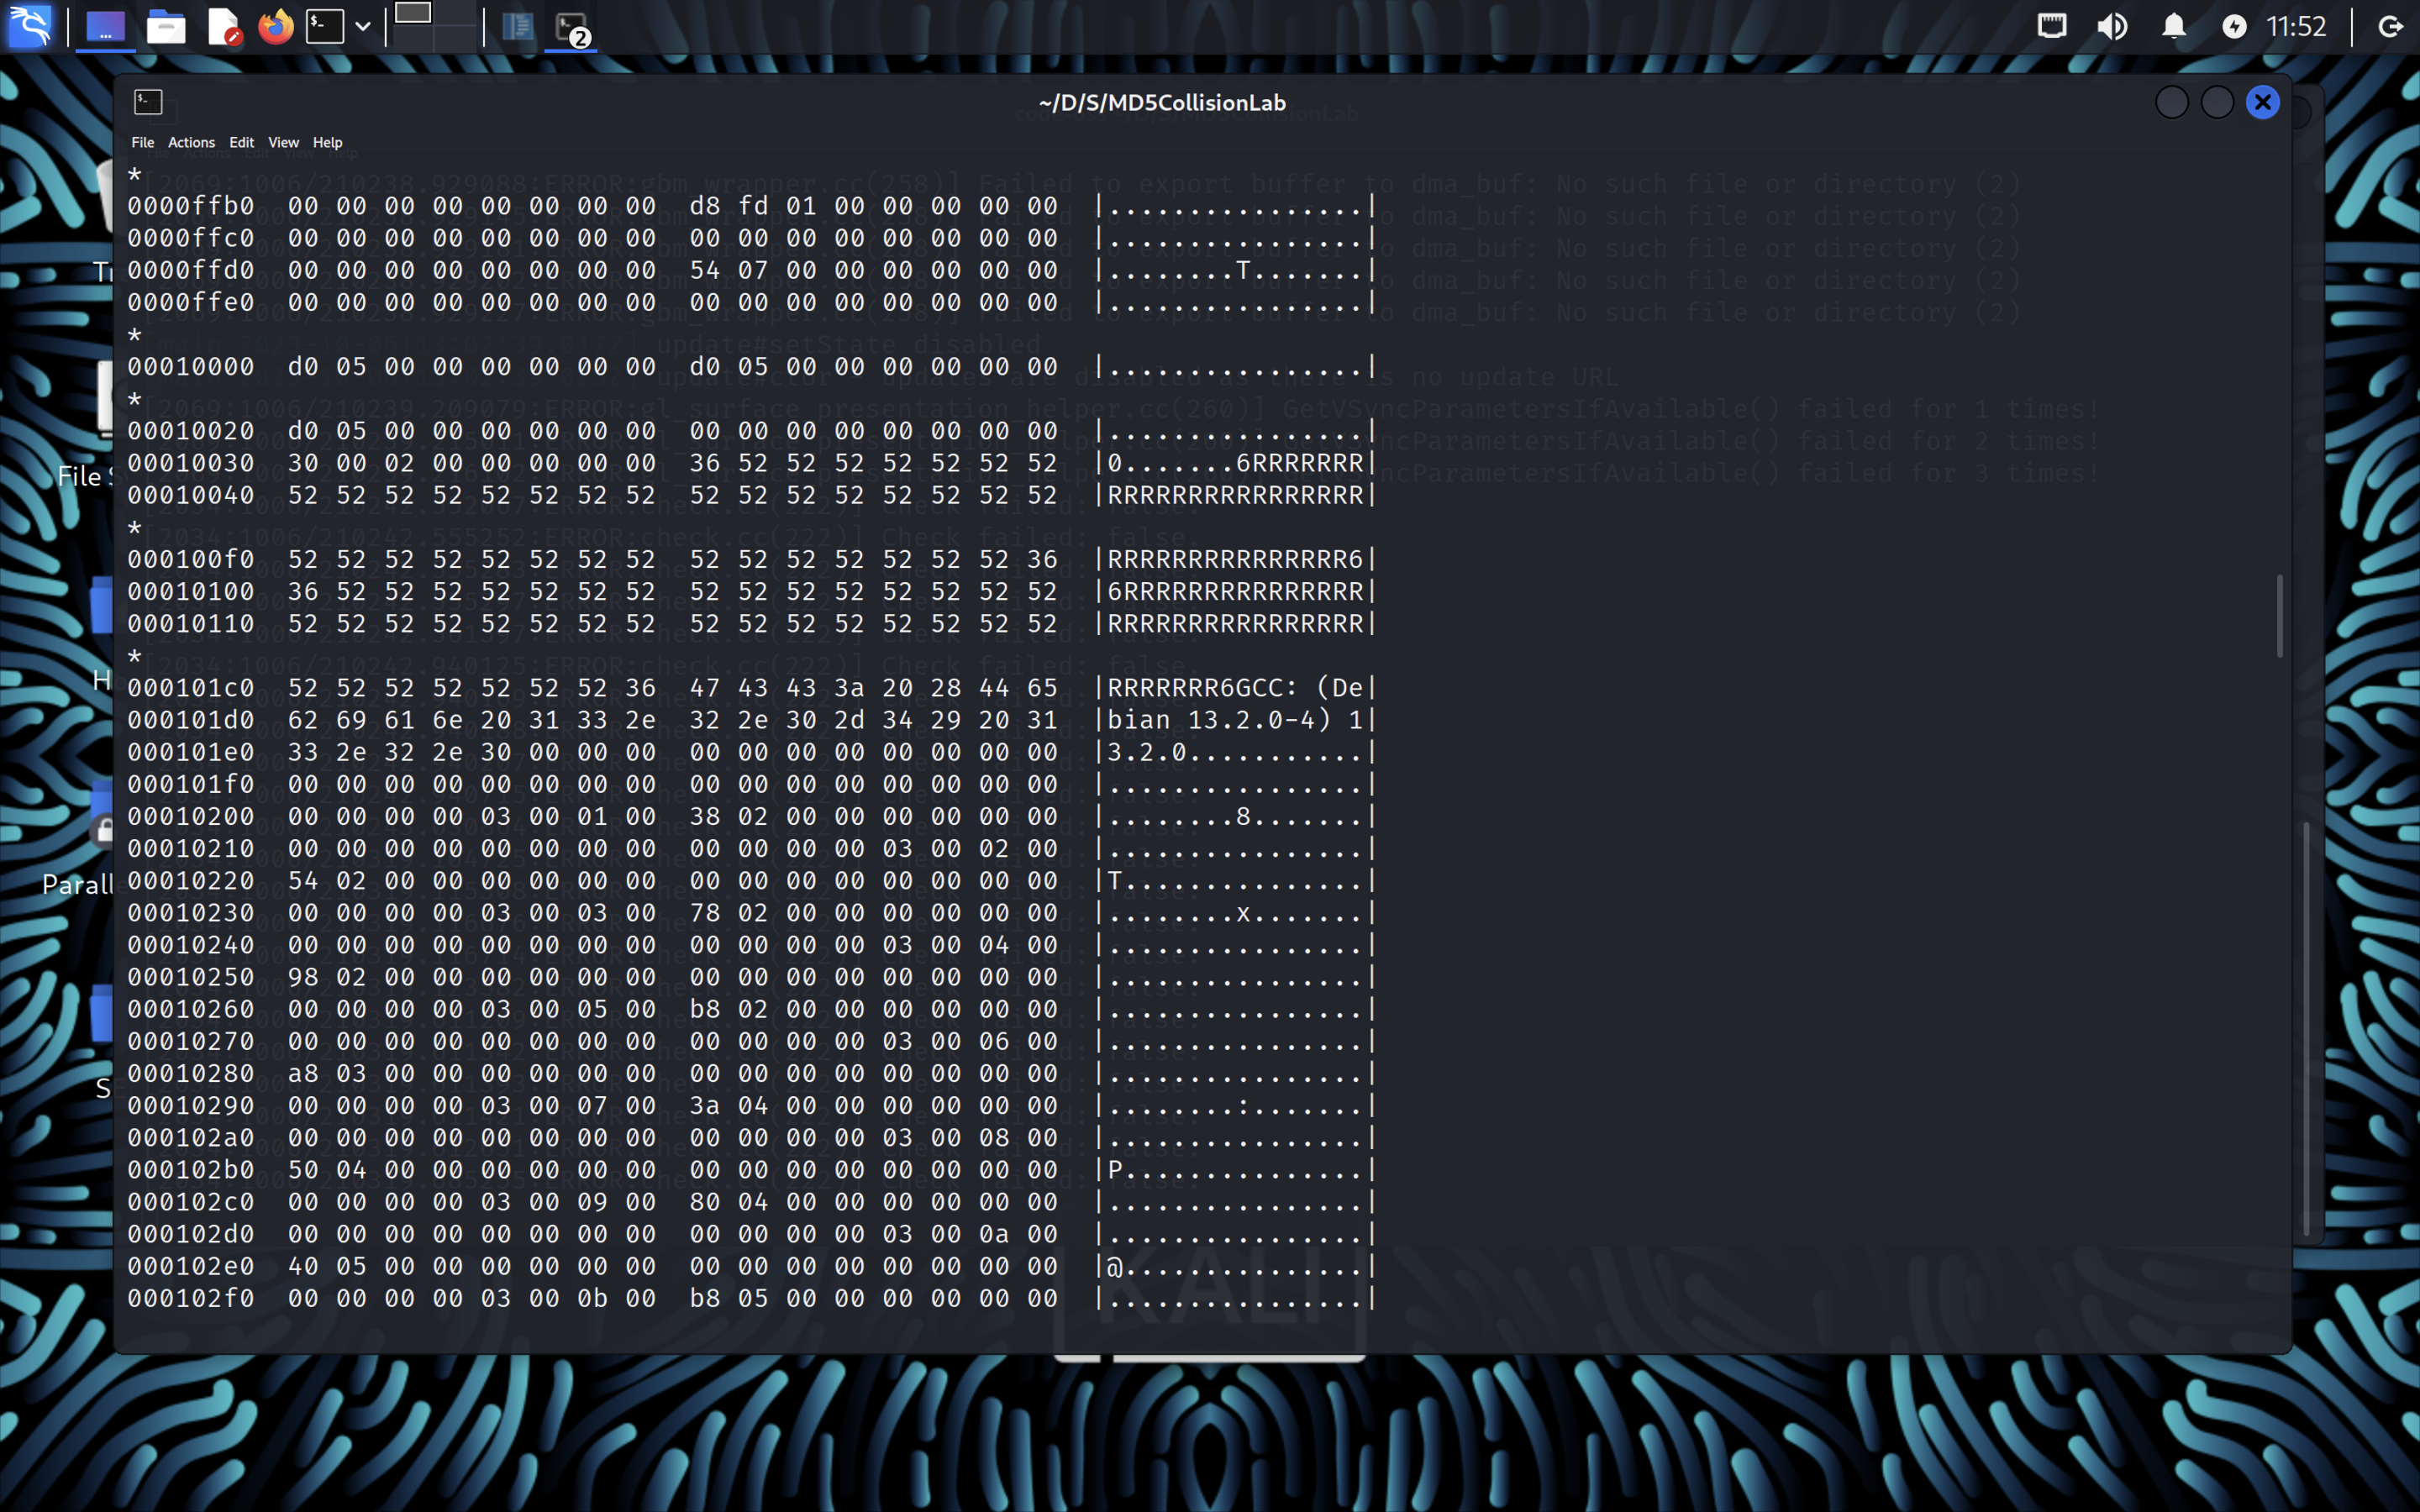 2
11:52
~/D/S/MD5CollisionLab
File Actions Edit View Help
*
0000ffb0 00 00 00 00 00 00 00 00 d8 fd 01 00 00 00 00 00 |................|
0000ffc0 00 00 00 00 00 00 00 00 00 00 00 00 00 00 00 00 |................|
0000ffd0 00 00 00 00 00 00 00 00 54 07 00 00 00 00 00 00 |........T.......|
0000ffe0 00 00 00 00 00 00 00 00 00 00 00 00 00 00 00 00 |................|
*
00010000 d0 05 00 00 00 00 00 00 d0 05 00 00 00 00 00 00 |................|
*
00010020 d0 05 00 00 00 00 00 00 00 00 00 00 00 00 00 00 |................|
00010030 30 00 02 00 00 00 00 00 36 52 52 52 52 52 52 52 |0.......6RRRRRRR|
00010040 52 52 52 52 52 52 52 52 52 52 52 52 52 52 52 52 |RRRRRRRRRRRRRRRR|
*
000100f0 52 52 52 52 52 52 52 52 52 52 52 52 52 52 52 36 |RRRRRRRRRRRRRRR6|
00010100 36 52 52 52 52 52 52 52 52 52 52 52 52 52 52 52 |6RRRRRRRRRRRRRRR|
00010110 52 52 52 52 52 52 52 52 52 52 52 52 52 52 52 52 |RRRRRRRRRRRRRRRR|
*
000101c0 52 52 52 52 52 52 52 36 47 43 43 3a 20 28 44 65 |RRRRRRR6GCC: (De|
000101d0 62 69 61 6e 20 31 33 2e 32 2e 30 2d 34 29 20 31 |bian 13.2.0-4) 1|
000101e0 33 2e 32 2e 30 00 00 00 00 00 00 00 00 00 00 00 |3.2.0...........|
000101f0 00 00 00 00 00 00 00 00 00 00 00 00 00 00 00 00 |................|
00010200 00 00 00 00 03 00 01 00 38 02 00 00 00 00 00 00 |........8.......|
00010210 00 00 00 00 00 00 00 00 00 00 00 00 03 00 02 00 |................|
00010220 54 02 00 00 00 00 00 00 00 00 00 00 00 00 00 00 |T...............|
00010230 00 00 00 00 03 00 03 00 78 02 00 00 00 00 00 00 |........x.......|
00010240 00 00 00 00 00 00 00 00 00 00 00 00 03 00 04 00 |................|
00010250 98 02 00 00 00 00 00 00 00 00 00 00 00 00 00 00 |................|
00010260 00 00 00 00 03 00 05 00 b8 02 00 00 00 00 00 00 |................|
00010270 00 00 00 00 00 00 00 00 00 00 00 00 03 00 06 00 |................|
00010280 a8 03 00 00 00 00 00 00 00 00 00 00 00 00 00 00 |................|
00010290 00 00 00 00 03 00 07 00 3a 04 00 00 00 00 00 00 |........:.......|
000102a0 00 00 00 00 00 00 00 00 00 00 00 00 03 00 08 00 |................|
000102b0 50 04 00 00 00 00 00 00 00 00 00 00 00 00 00 00 |P...............|
000102c0 00 00 00 00 03 00 09 00 80 04 00 00 00 00 00 00 |................|
000102d0 00 00 00 00 00 00 00 00 00 00 00 00 03 00 0a 00 |................|
000102e0 40 05 00 00 00 00 00 00 00 00 00 00 00 00 00 00 |@...............|
000102f0 00 00 00 00 03 00 0b 00 b8 05 00 00 00 00 00 00 |................|
File
Parall
KALI